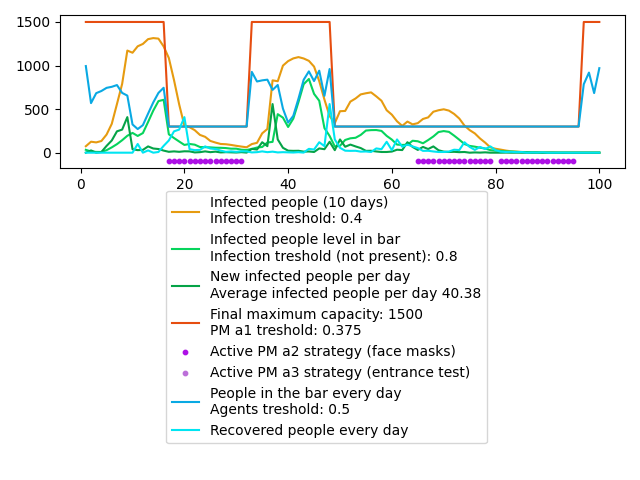 1500
1000
500
0
0
20
40
60
80
100
Infected people (10 days)
Infection treshold: 0.4
Infected people level in bar
Infection treshold (not present): 0.8
New infected people per day
Average infected people per day 40.38
Final maximum capacity: 1500
PM a1 treshold: 0.375
Active PM a2 strategy (face masks)
Active PM a3 strategy (entrance test)
People in the bar every day
Agents treshold: 0.5
Recovered people every day